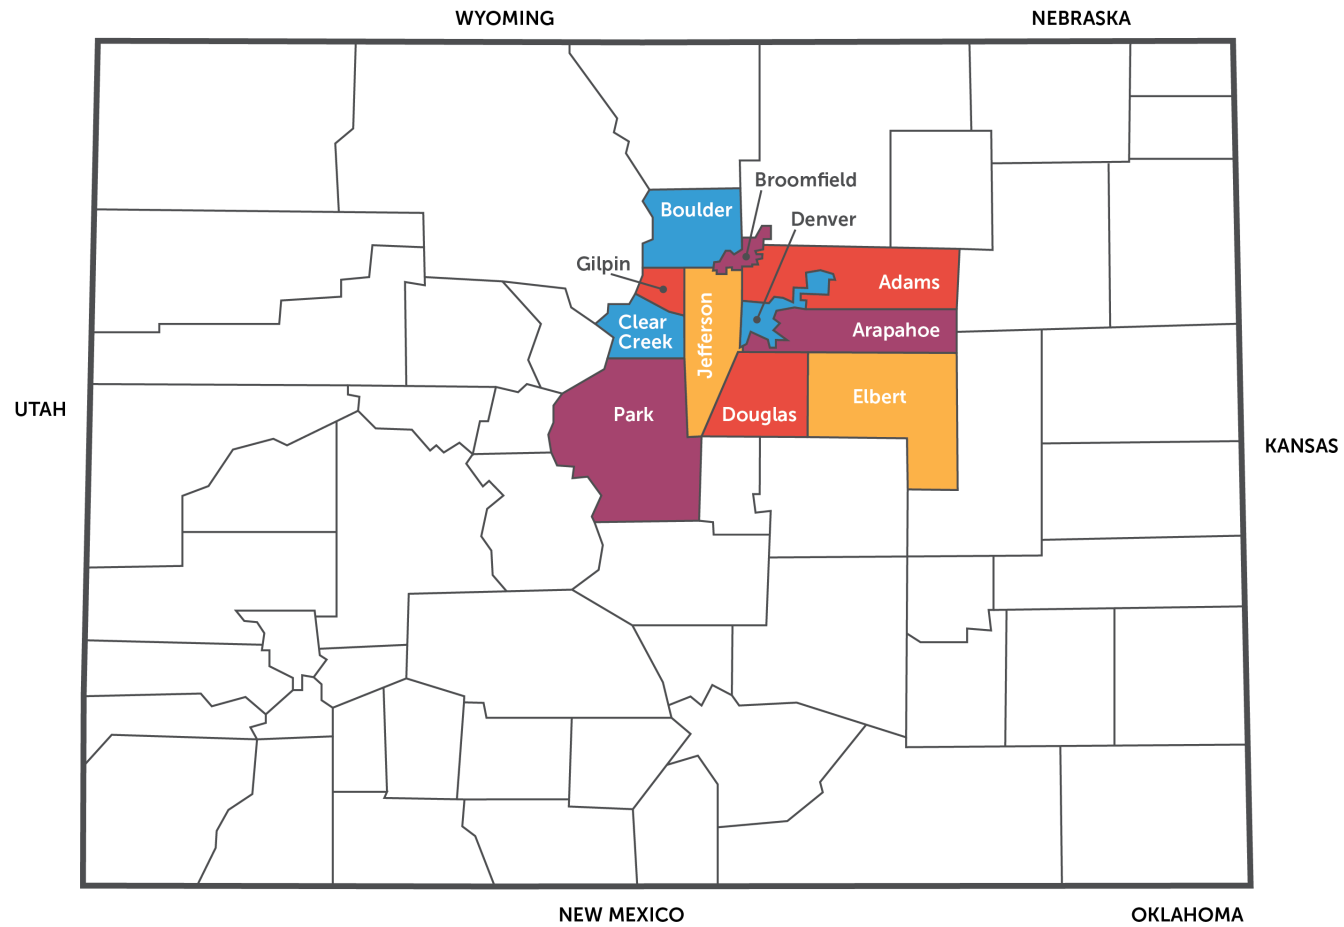 WYOMING
NEBRASKA
Broomfield
Boulder
Denver
Gilpin
Adams
Clear
Creek
Jefferson
Arapahoe
Elbert
UTAH
Park
Douglas
KANSAS
NEW MEXICO
OKLAHOMA